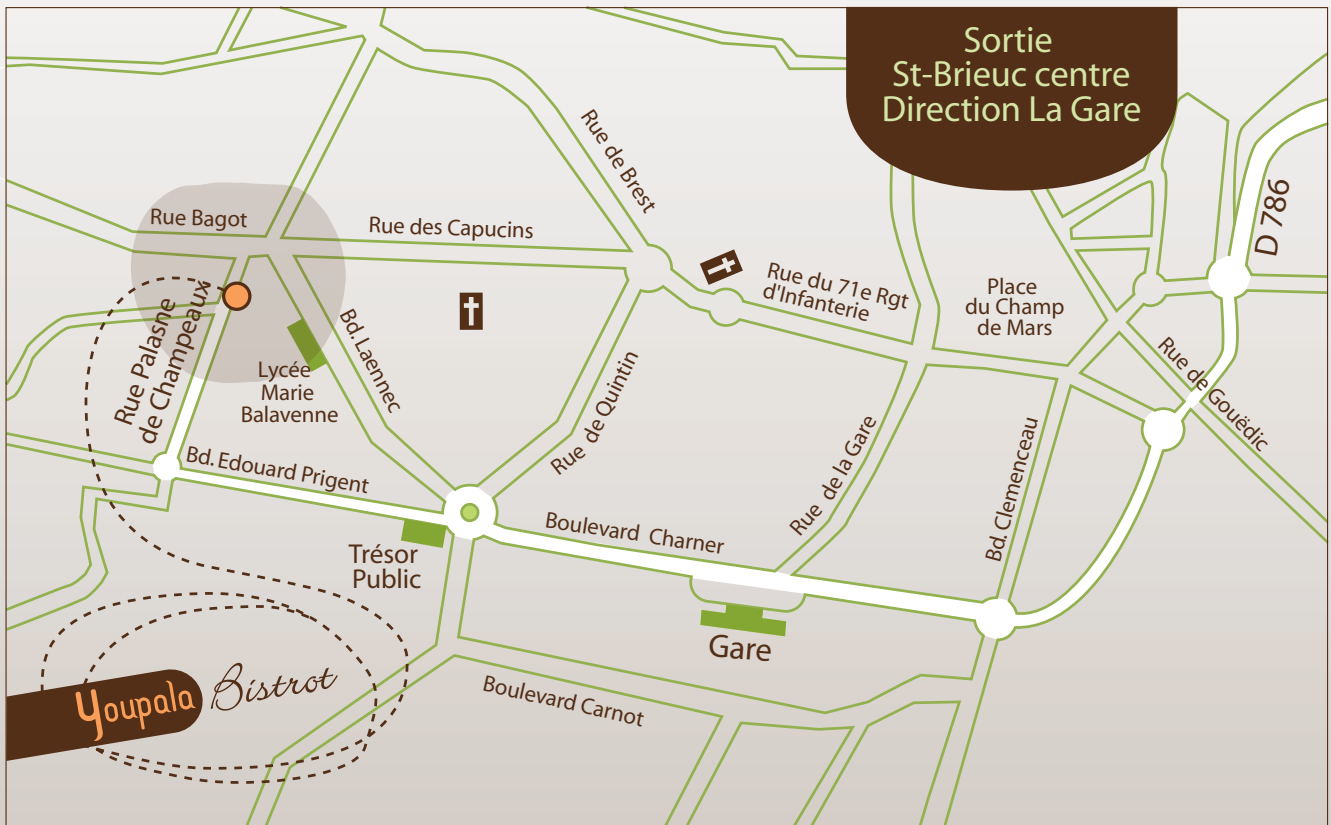 Sortie
St-Brieuc centre
Direction La Gare
Rue de Brest
D 786
Rue Bagot
Rue des Capucins
Rue du 71e Rgt
d'Infanterie
Place
du Champ
de Mars
Rue Palasne
de Champeaux
Bd. Laennec
Lycée
Marie
Balavenne
Rue de Quintin
Rue de la Gare
Rue de Gouëdic
Bd. Clemenceau
Bd. Edouard Prigent
Boulevard Charner
Trésor
Public
Gare
Boulevard Carnot
Youpala Bistrot